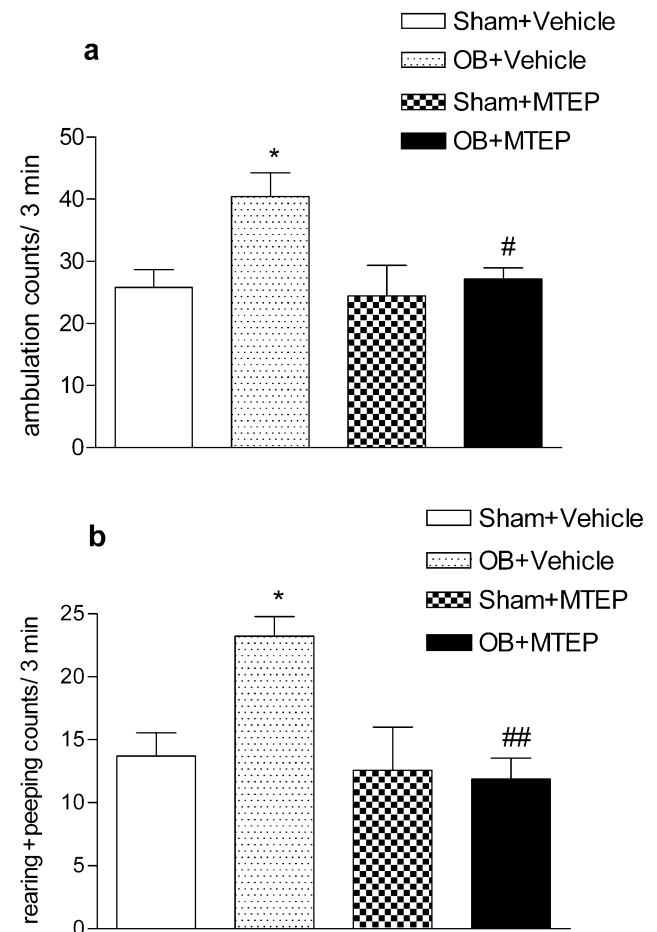 a
Sham+Vehicle
OB+Vehicle
Sham+MTEP
OB+MTEP
ambulation counts/ 3 min
50
40
30
20
10
0
*
#
b
Sham+Vehicle
OB+Vehicle
Sham+MTEP
OB+MTEP
rearing+peeping counts/ 3 min
25
20
15
10
5
0
*
##